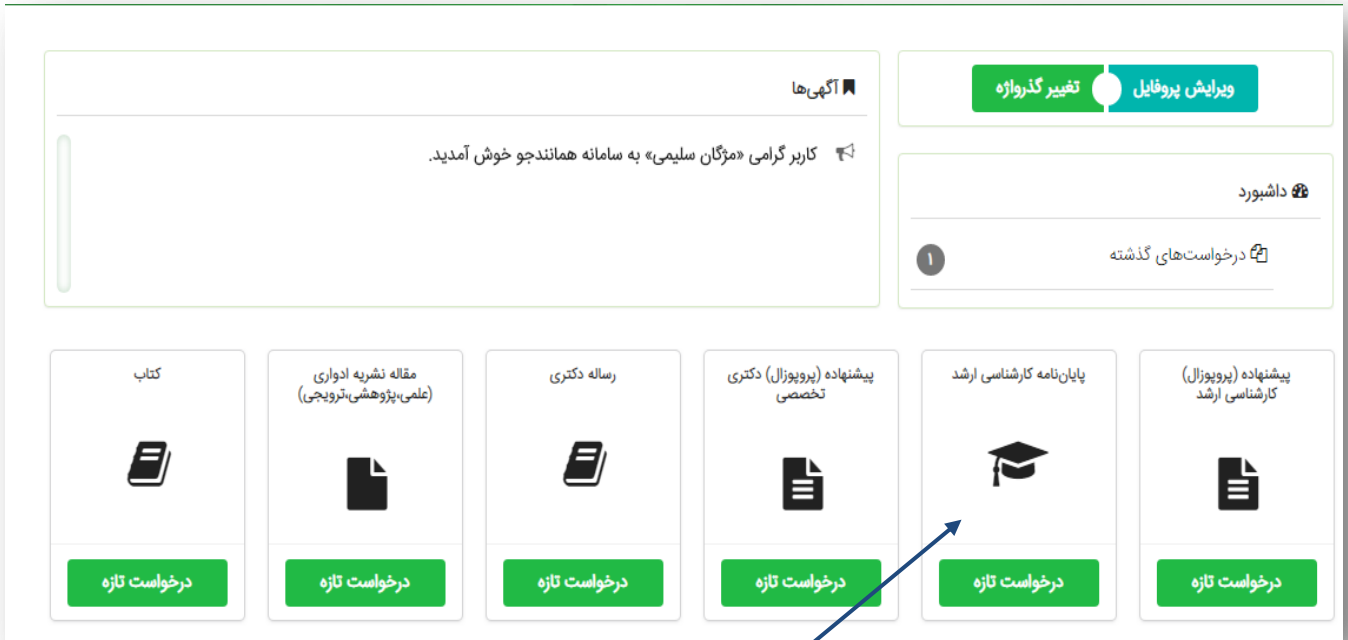 ویرایش پروفایل
تغییر گذرواژه
داشبورد
درخواست‌های گذشته
۱
آگهی‌ها
کاربر گرامی «مژگان سلیمی» به سامانه همانندجو خوش آمدید.
پیشنهاده (پروپوزال)
کارشناسی ارشد
درخواست تازه
پایان‌نامه کارشناسی ارشد
درخواست تازه
پیشنهاده (پروپوزال) دکتری
تخصصی
درخواست تازه
رساله دکتری
درخواست تازه
مقاله نشریه ادواری
(علمی،پژوهشی،ترویجی)
درخواست تازه
کتاب
درخواست تازه